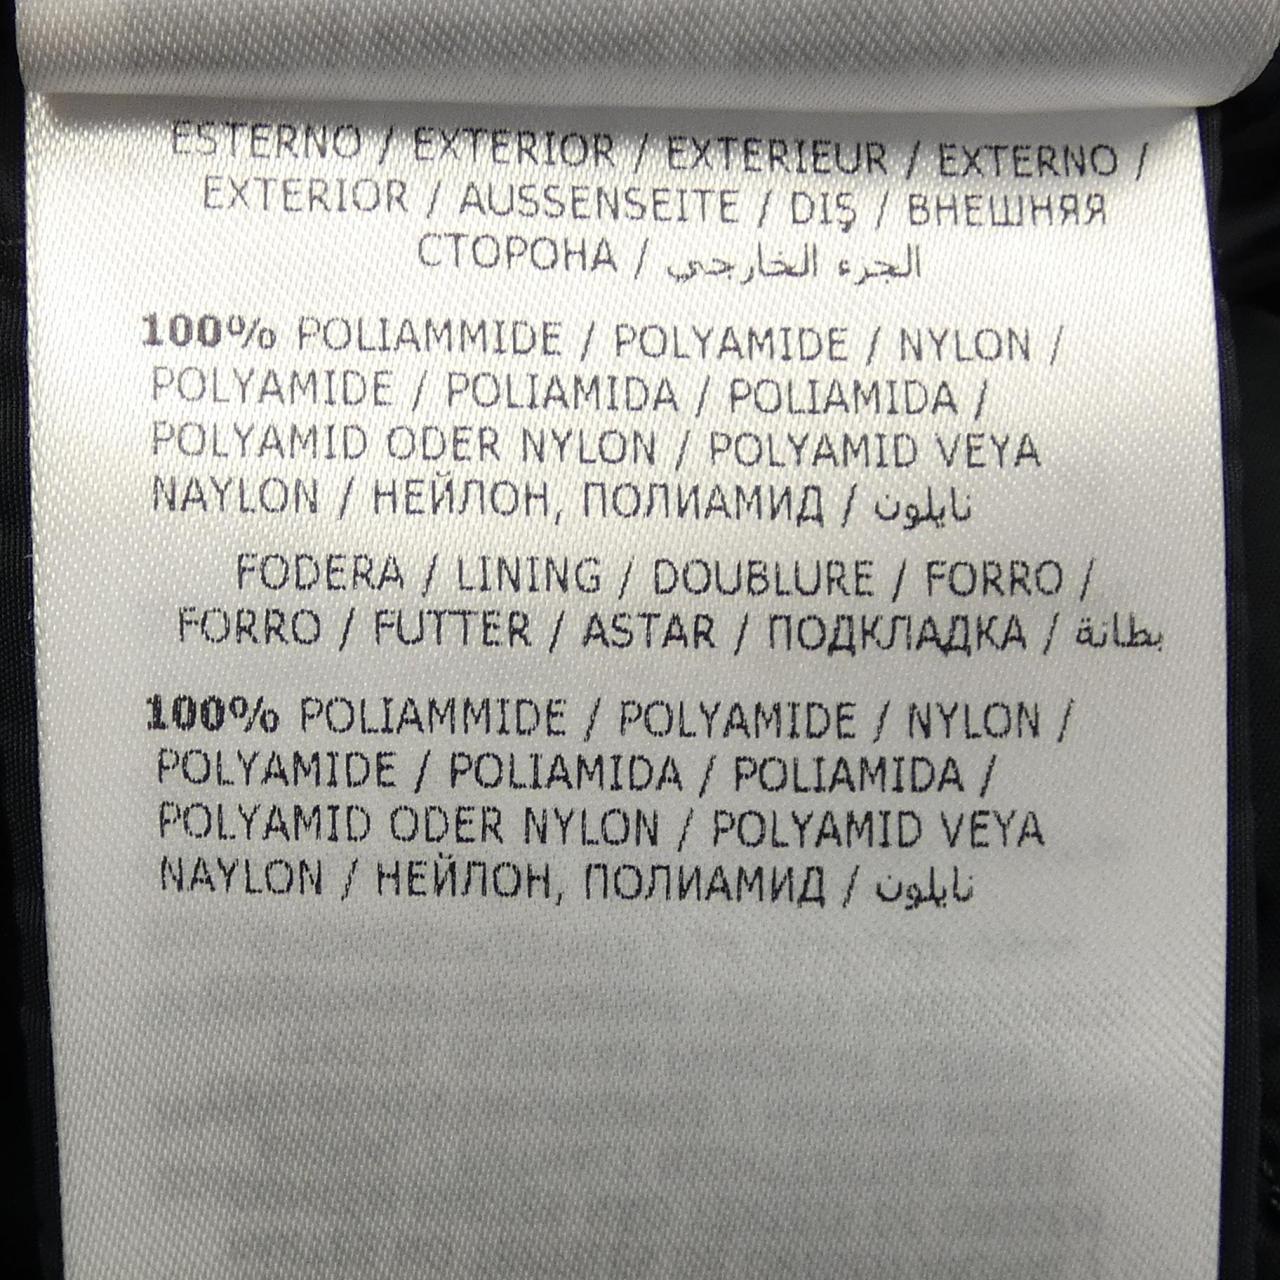 ESTERNO / EXTERIOR / EXTERIEUR / EXTERNO /
EXTERIOR / AUSSENSEITE / DIŞ / ВНЕШНЯЯ
СТОРОНА / الجزء الخارجي
100% POLIAMMIDE / POLYAMIDE / NYLON /
POLYAMIDE / POLIAMIDA / POLIAMIDA /
POLYAMID ODER NYLON / POLYAMID VEYA
NAYLON / НЕЙЛОН, ПОЛИАМИД / نايلون
FODERA / LINING / DOUBLURE / FORRO /
FORRO / FUTTER / ASTAR / ПОДКЛАДКА / بطانة
100% POLIAMMIDE / POLYAMIDE / NYLON /
POLYAMIDE / POLIAMIDA / POLIAMIDA /
POLYAMID ODER NYLON / POLYAMID VEYA
NAYLON / НЕЙЛОН, ПОЛИАМИД / نايلون